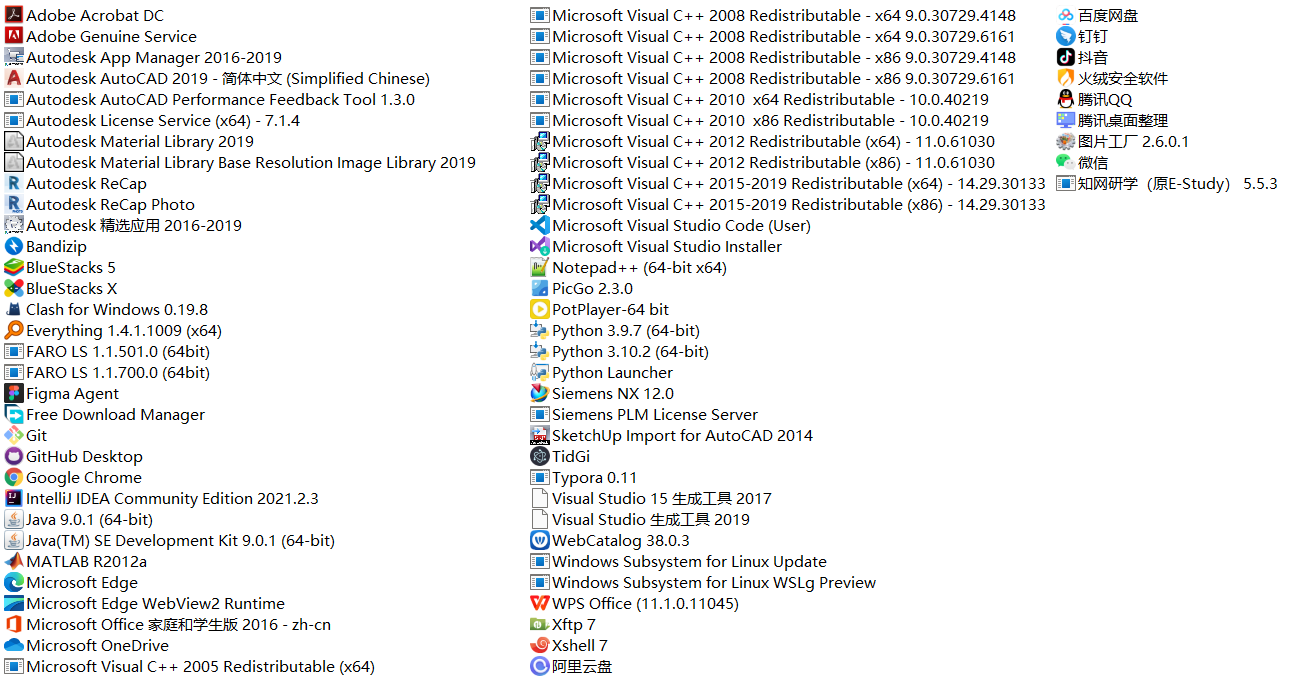 Adobe Acrobat DC
Adobe Genuine Service
Autodesk App Manager 2016-2019
Autodesk AutoCAD 2019 - 简体中文 (Simplified Chinese)
Autodesk AutoCAD Performance Feedback Tool 1.3.0
Autodesk License Service (x64) - 7.1.4
Autodesk Material Library 2019
Autodesk Material Library Base Resolution Image Library 2019
Autodesk ReCap
Autodesk ReCap Photo
Autodesk 精选应用 2016-2019
Bandizip
BlueStacks 5
BlueStacks X
Clash for Windows 0.19.8
Everything 1.4.1.1009 (x64)
FARO LS 1.1.501.0 (64bit)
FARO LS 1.1.700.0 (64bit)
Figma Agent
Free Download Manager
Git
GitHub Desktop
Google Chrome
IntelliJ IDEA Community Edition 2021.2.3
Java 9.0.1 (64-bit)
Java(TM) SE Development Kit 9.0.1 (64-bit)
MATLAB R2012a
Microsoft Edge
Microsoft Edge WebView2 Runtime
Microsoft Office 家庭和学生版 2016 - zh-cn
Microsoft OneDrive
Microsoft Visual C++ 2005 Redistributable (x64)
Microsoft Visual C++ 2008 Redistributable - x64 9.0.30729.4148
Microsoft Visual C++ 2008 Redistributable - x64 9.0.30729.6161
Microsoft Visual C++ 2008 Redistributable - x86 9.0.30729.4148
Microsoft Visual C++ 2008 Redistributable - x86 9.0.30729.6161
Microsoft Visual C++ 2010  x64 Redistributable - 10.0.40219
Microsoft Visual C++ 2010  x86 Redistributable - 10.0.40219
Microsoft Visual C++ 2012 Redistributable (x64) - 11.0.61030
Microsoft Visual C++ 2012 Redistributable (x86) - 11.0.61030
Microsoft Visual C++ 2015-2019 Redistributable (x64) - 14.29.30133
Microsoft Visual C++ 2015-2019 Redistributable (x86) - 14.29.30133
Microsoft Visual Studio Code (User)
Microsoft Visual Studio Installer
Notepad++ (64-bit x64)
PicGo 2.3.0
PotPlayer-64 bit
Python 3.9.7 (64-bit)
Python 3.10.2 (64-bit)
Python Launcher
Siemens NX 12.0
Siemens PLM License Server
SketchUp Import for AutoCAD 2014
TidGi
Typora 0.11
Visual Studio 15 生成工具 2017
Visual Studio 生成工具 2019
WebCatalog 38.0.3
Windows Subsystem for Linux Update
Windows Subsystem for Linux WSLg Preview
WPS Office (11.1.0.11045)
Xftp 7
Xshell 7
阿里云盘
百度网盘
钉钉
抖音
火绒安全软件
腾讯QQ
腾讯桌面整理
图片工厂 2.6.0.1
微信
知网研学（原E-Study） 5.5.3